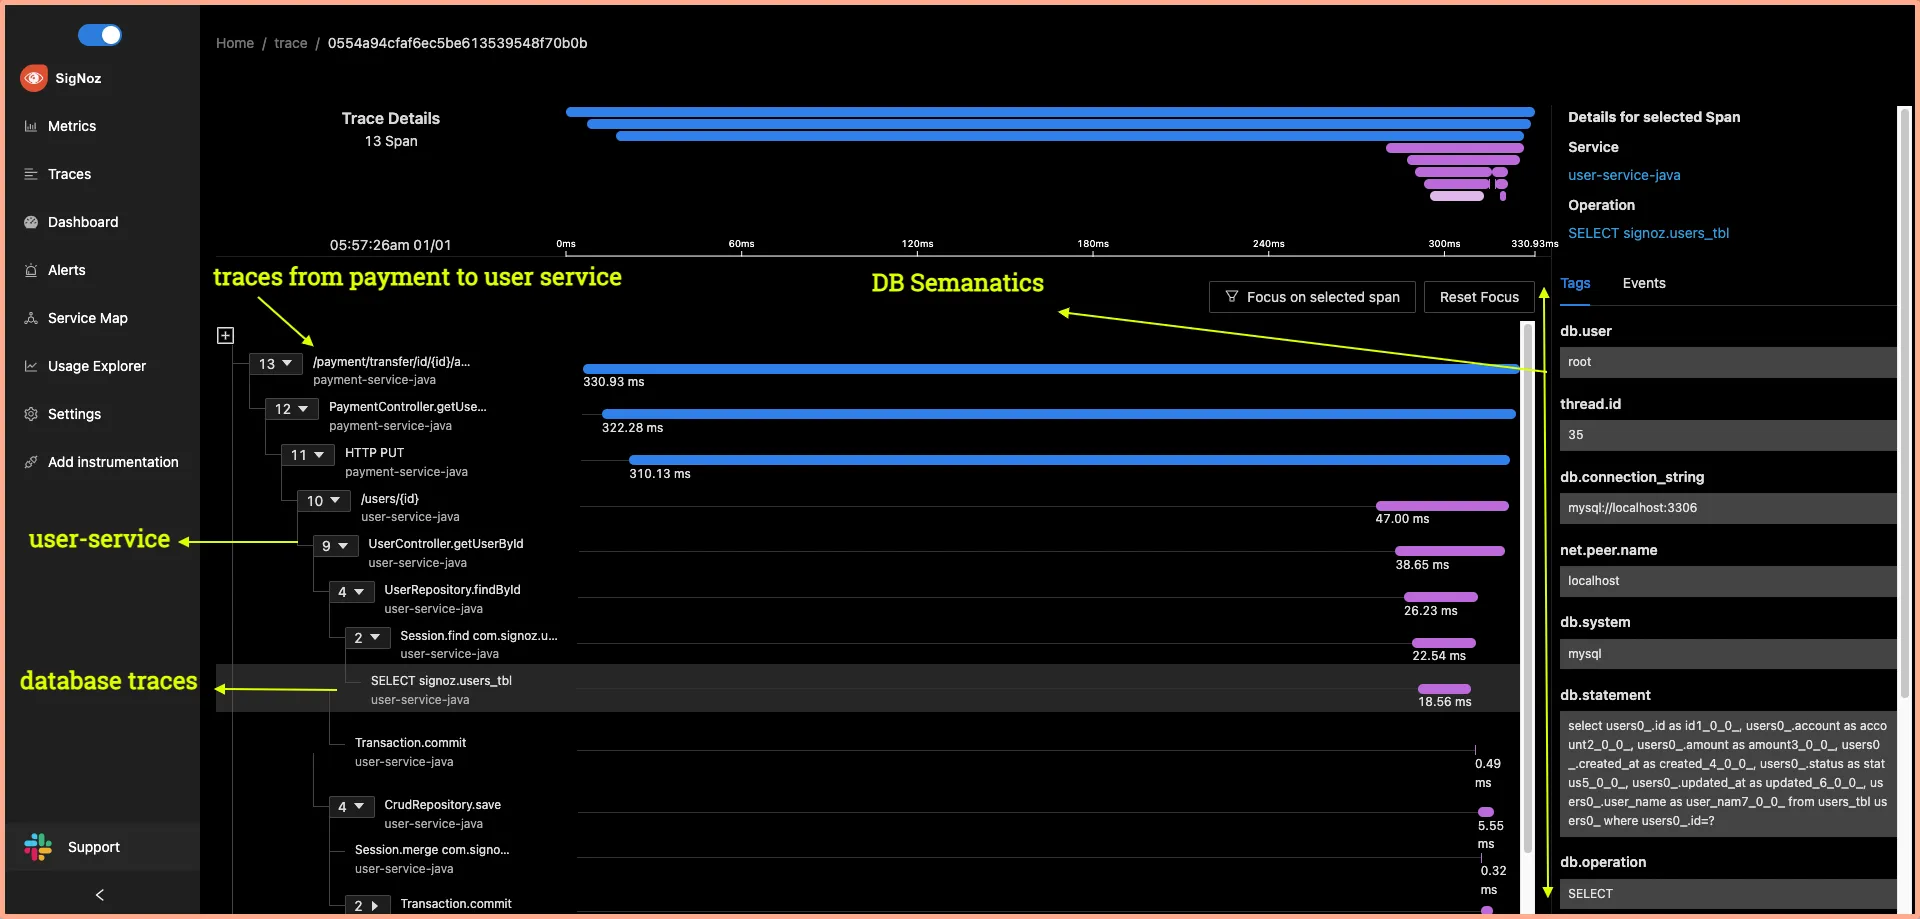 SigNoz
Metrics
Traces
Dashboard
Alerts
Service Map
Usage Explorer
Settings
Add instrumentation
Support
Home / trace / 0554a94cfaf6ec5be613539548f70b0b
Trace Details
13 Span
05:57:26am 01/01
0ms 60ms 120ms 180ms 240ms 300ms 330.93ms
traces from payment to user service
DB Semanatics
Focus on selected span
Reset Focus
13 /payment/transfer/id/{id}/a...
payment-service-java
330.93 ms
12 PaymentController.getUse...
payment-service-java
322.28 ms
11 HTTP PUT
payment-service-java
310.13 ms
10 /users/{id}
user-service-java
47.00 ms
user-service
9 UserController.getUserById
user-service-java
38.65 ms
4 UserRepository.findById
user-service-java
26.23 ms
2 Session.find com.signoz.u...
user-service-java
22.54 ms
database traces
SELECT signoz.users_tbl
user-service-java
18.56 ms
Transaction.commit
user-service-java
0.49
ms
4 CrudRepository.save
user-service-java
5.55
ms
Session.merge com.signo...
user-service-java
0.32
ms
2 Transaction.commit
Details for selected Span
Service
user-service-java
Operation
SELECT signoz.users_tbl
Tags Events
db.user
root
thread.id
35
db.connection_string
mysql://localhost:3306
net.peer.name
localhost
db.system
mysql
db.statement
select users0_.id as id1_0_0_, users0_.account as acco
unt2_0_0_, users0_.amount as amount3_0_0_, users0
_.created_at as created_4_0_0_, users0_.status as stat
us5_0_0_, users0_.updated_at as updated_6_0_0_, us
ers0_.user_name as user_nam7_0_0_ from users_tbl us
ers0_ where users0_.id=?
db.operation
SELECT